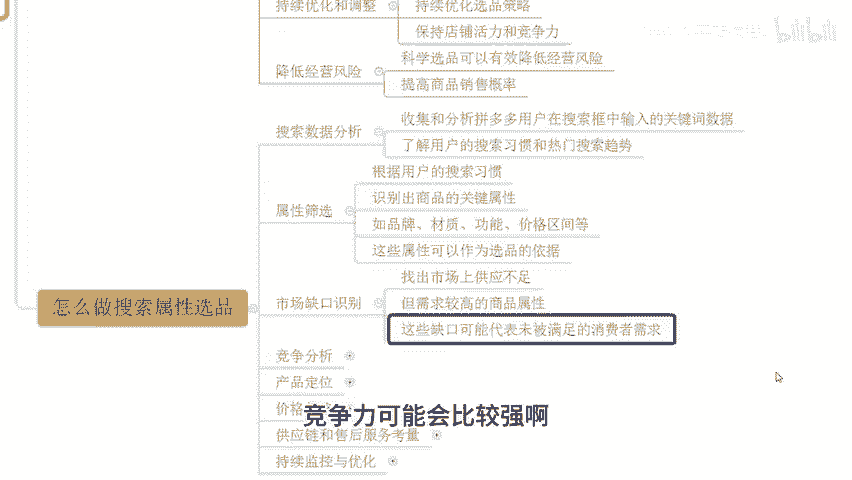 持续优化和调整
持续优化选品策略
保持店铺活力和竞争力
降低经营风险
科学选品可以有效降低经营风险
提高商品销售概率
搜索数据分析
收集和分析拼多多用户在搜索框中输入的关键词数据
了解用户的搜索习惯和热门搜索趋势
属性筛选
根据用户的搜索习惯
识别出商品的关键属性
如品牌、材质、功能、价格区间等
这些属性可以作为选品的依据
怎么做搜索属性选品
市场缺口识别
找出市场上供应不足
但需求较高的商品属性
这些缺口可能代表未被满足的消费者需求
竞争分析
产品定位
价格
竞争力可能会比较强啊
供应链和售后服务考量
持续监控与优化
bilibili